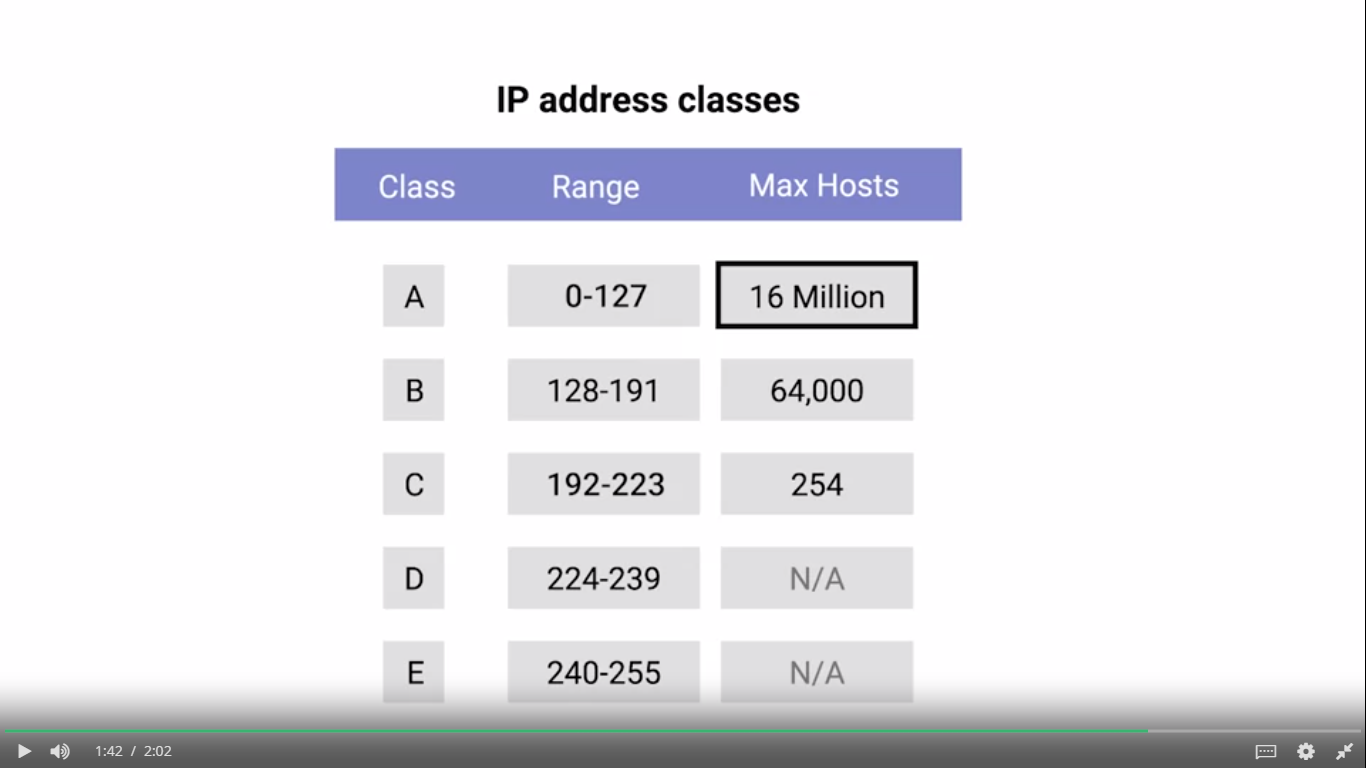 IP address classes
Class Range Max Hosts
A 0-127 16 Million
B 128-191 64,000
C 192-223 254
D 224-239 N/A
E 240-255 N/A
1:42 / 2:02